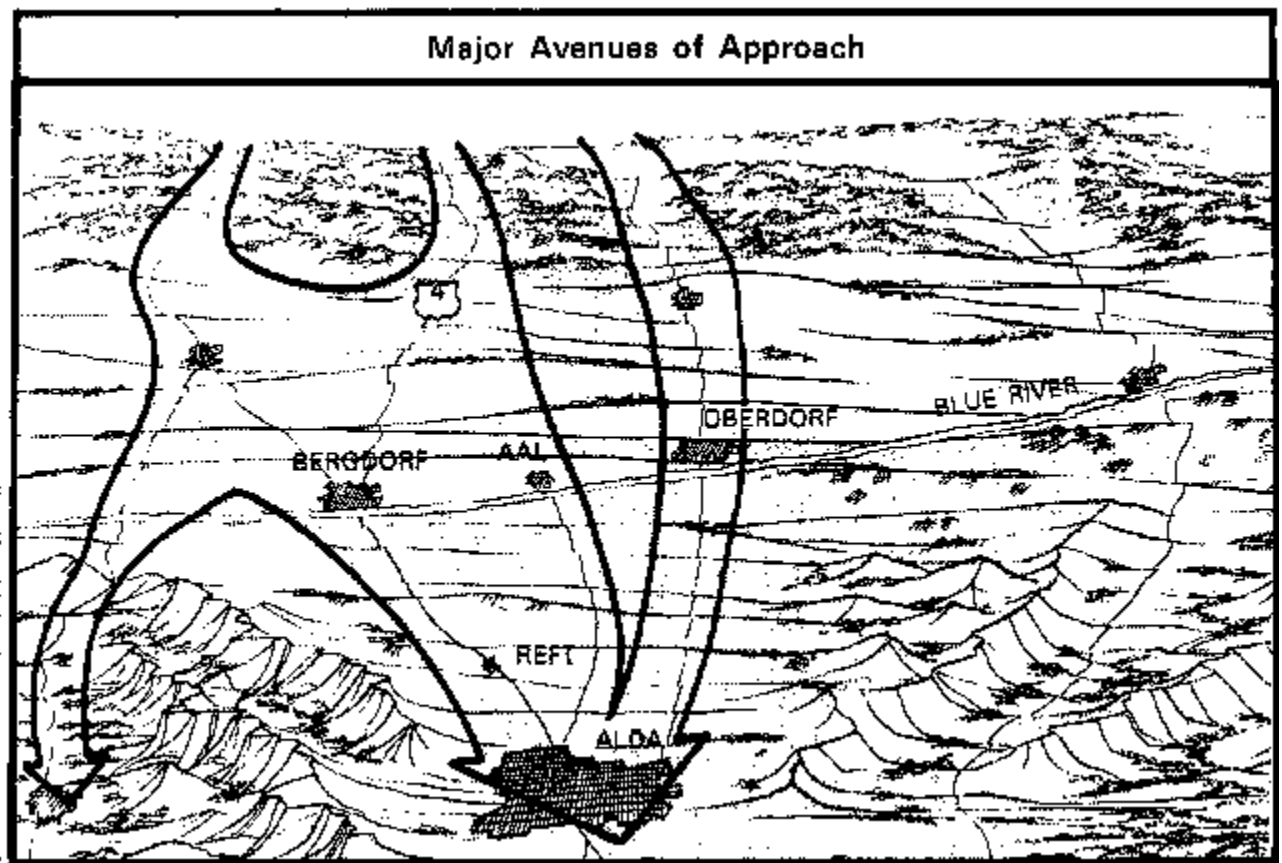 Major Avenues of Approach
4
OBERDORF
BLUE RIVER
BERGDORF
AAL
REFT
ALDA